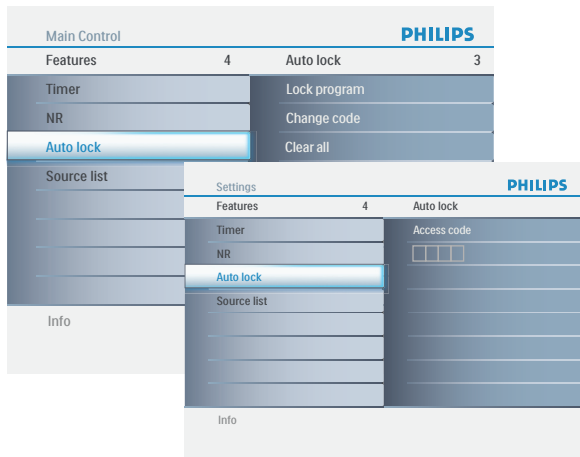 Main Control PHILIPS
Features 4 Auto lock 3
Timer Lock program
NR Change code
Auto lock Clear all
Source list
Info
Settings PHILIPS
Features 4 Auto lock
Timer Access code
NR
Auto lock
Source list
Info